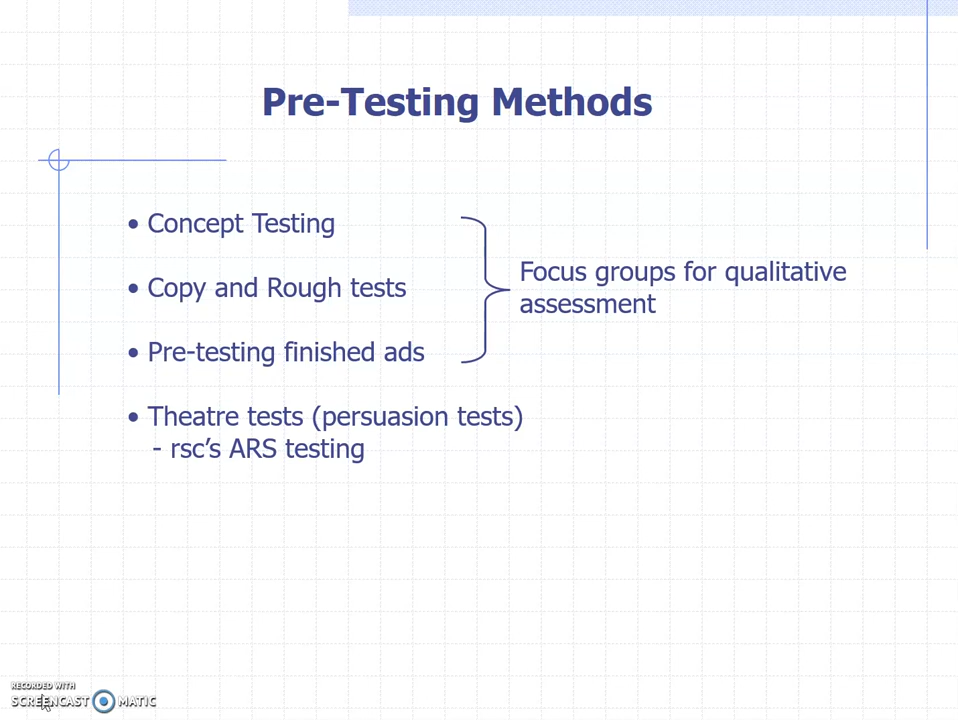 Pre-Testing Methods
• Concept Testing
• Copy and Rough tests
• Pre-testing finished ads
Focus groups for qualitative
assessment
• Theatre tests (persuasion tests)
- rsc’s ARS testing
RECORDED WITH
SCREENCAST MATIC